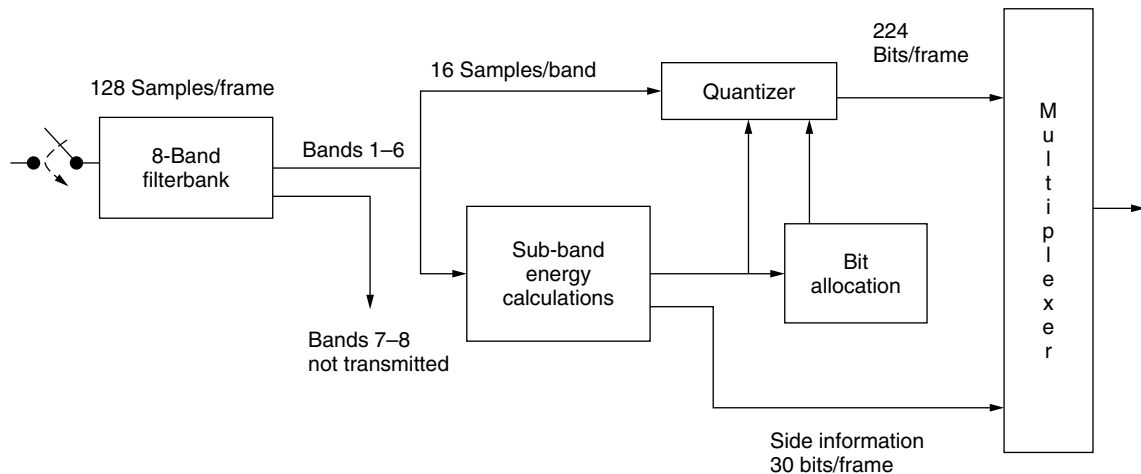 128 Samples/frame
8-Band
filterbank
Bands 1–6
Bands 7–8
not transmitted
16 Samples/band
Sub-band
energy
calculations
Quantizer
Bit
allocation
224
Bits/frame
Side information
30 bits/frame
Multiplexer